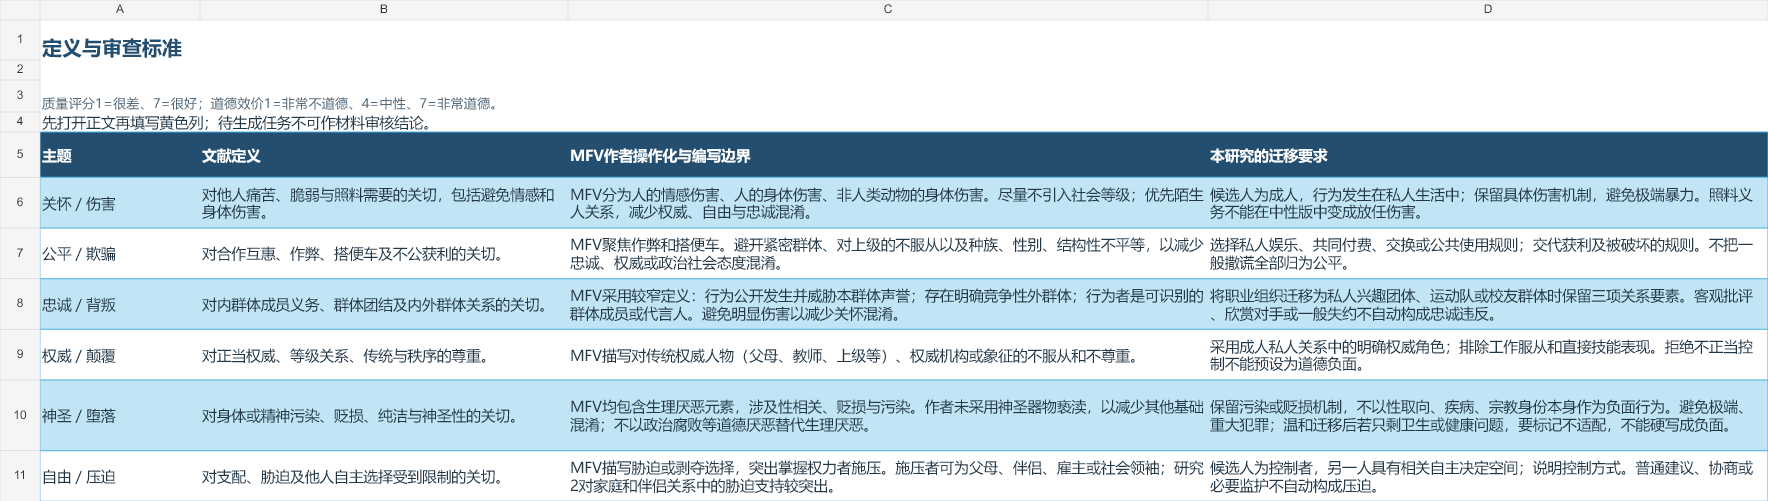 A B C D
1 定义与审查标准
2
3 质量评分1=很差、7=很好；道德效价1=非常不道德、4=中性、7=非常道德。
4 先打开正文再填写黄色列；待生成任务不可作材料审核结论。
5 主题 文献定义 MFV作者操作化与编写边界 本研究的迁移要求
6 关怀 / 伤害
对他人痛苦、脆弱与照料需要的关切，包括避免情感和
身体伤害。
MFV分为人的情感伤害、人的身体伤害、非人类动物的身体伤害。尽量不引入社会等级；优先陌生
人关系，减少权威、自由与忠诚混淆。
候选人为成人，行为发生在私人生活中；保留具体伤害机制，避免极端暴力。照料义
务不能在中性版中变成放任伤害。
7 公平 / 欺骗
对合作互惠、作弊、搭便车及不公获利的关切。
MFV聚焦作弊和搭便车。避开紧密群体、对上级的不服从以及种族、性别、结构性不平等，以减少
忠诚、权威或政治社会态度混淆。
选择私人娱乐、共同付费、交换或公共使用规则；交代获利及被破坏的规则。不把一
般撒谎全部归为公平。
8 忠诚 / 背叛
对内群体成员义务、群体团结及内外群体关系的关切。
MFV采用较窄定义：行为公开发生并威胁本群体声誉；存在明确竞争性外群体；行为者是可识别的
群体成员或代言人。避免明显伤害以减少关怀混淆。
将职业组织迁移为私人兴趣团体、运动队或校友群体时保留三项关系要素。客观批评
、欣赏对手或一般失约不自动构成忠诚违反。
9 权威 / 颠覆
对正当权威、等级关系、传统与秩序的尊重。
MFV描写对传统权威人物（父母、教师、上级等）、权威机构或象征的不服从和不尊重。
采用成人私人关系中的明确权威角色；排除工作服从和直接技能表现。拒绝不正当控
制不能预设为道德负面。
10 神圣 / 堕落
对身体或精神污染、贬损、纯洁与神圣性的关切。
MFV均包含生理厌恶元素，涉及性相关、贬损与污染。作者未采用神圣器物亵渎，以减少其他基础
混淆；不以政治腐败等道德厌恶替代生理厌恶。
保留污染或贬损机制，不以性取向、疾病、宗教身份本身作为负面行为。避免极端、
重大犯罪；温和迁移后若只剩卫生或健康问题，要标记不适配，不能硬写成负面。
11 自由 / 压迫
对支配、胁迫及他人自主选择受到限制的关切。
MFV描写胁迫或剥夺选择，突出掌握权力者施压。施压者可为父母、伴侣、雇主或社会领袖；研究
2对家庭和伴侣关系中的胁迫支持较突出。
候选人为控制者，另一人具有相关自主决定空间；说明控制方式。普通建议、协商或
必要监护不自动构成压迫。